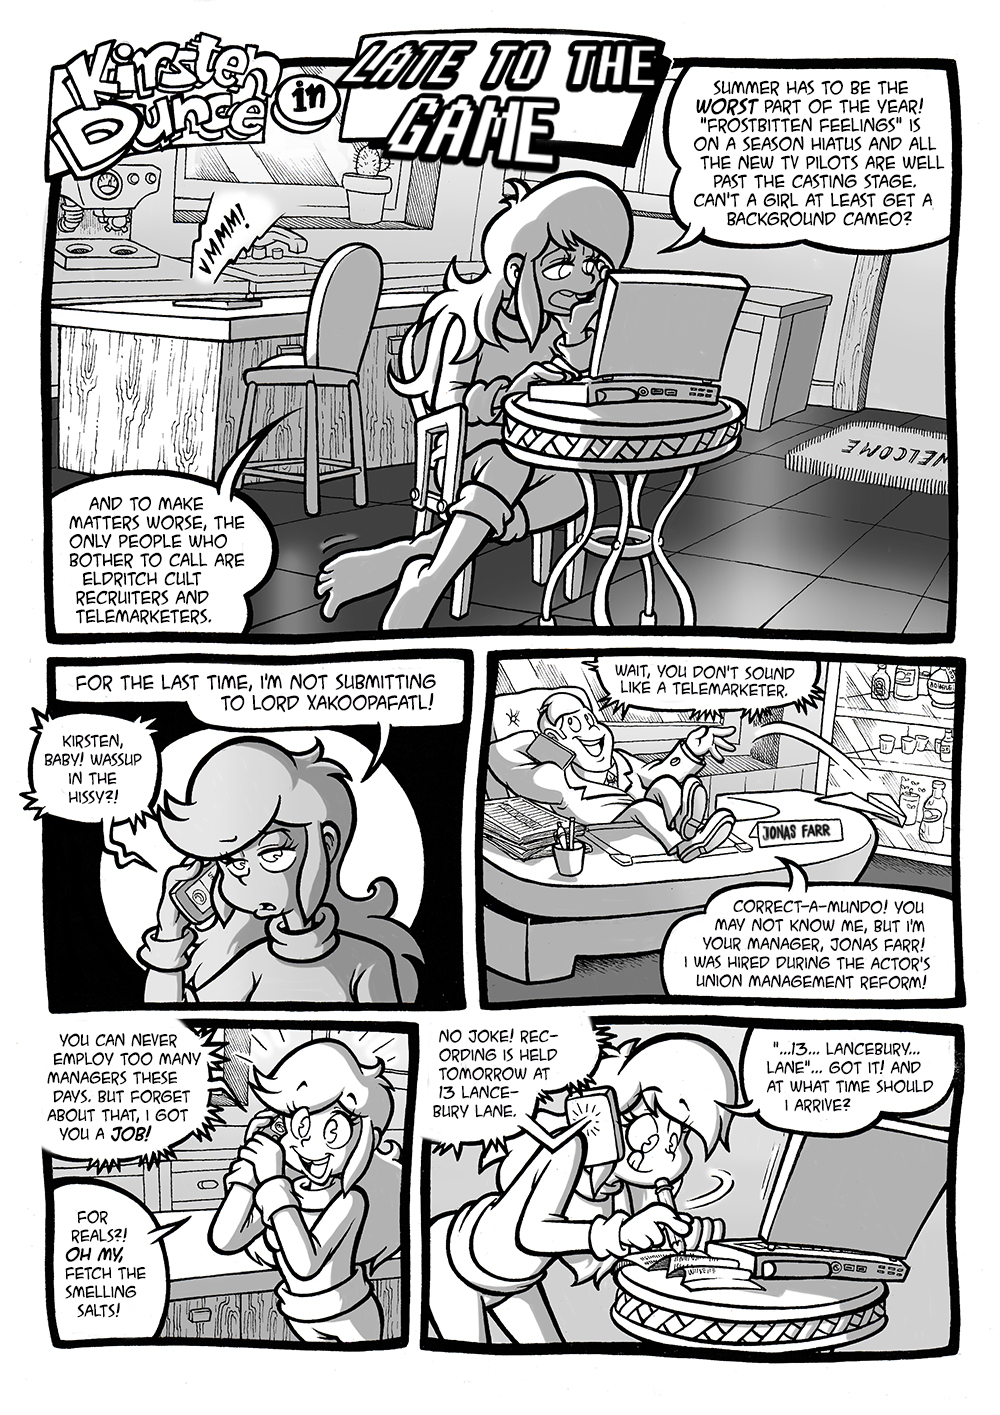 Kirsten
Dunce
in
LATE TO THE
GAME
SUMMER HAS TO BE THE
WORST PART OF THE YEAR!
"FROSTBITTEN FEELINGS" IS
ON A SEASON HIATUS AND ALL
THE NEW TV PILOTS ARE WELL
PAST THE CASTING STAGE.
CAN'T A GIRL AT LEAST GET A
BACKGROUND CAMEO?
VMMM!
WELCOME
AND TO MAKE
MATTERS WORSE, THE
ONLY PEOPLE WHO
BOTHER TO CALL ARE
ELDRITCH CULT
RECRUITERS AND
TELEMARKETERS.
FOR THE LAST TIME, I'M NOT SUBMITTING
TO LORD XAKOOPAFATL!
KIRSTEN,
BABY! WASSUP
IN THE
HISSY?!
WAIT, YOU DON'T SOUND
LIKE A TELEMARKETER.
JONAS FARR
CORRECT-A-MUNDO! YOU
MAY NOT KNOW ME, BUT I'M
YOUR MANAGER, JONAS FARR!
I WAS HIRED DURING THE ACTOR'S
UNION MANAGEMENT REFORM!
YOU CAN NEVER
EMPLOY TOO MANY
MANAGERS THESE
DAYS. BUT FORGET
ABOUT THAT, I GOT
YOU A JOB!
FOR
REALS?!
OH MY,
FETCH THE
SMELLING
SALTS!
NO JOKE! REC-
ORDING IS HELD
TOMORROW AT
13 LANCE-
BURY LANE.
"...13... LANCEBURY...
LANE"... GOT IT! AND
AT WHAT TIME SHOULD
I ARRIVE?